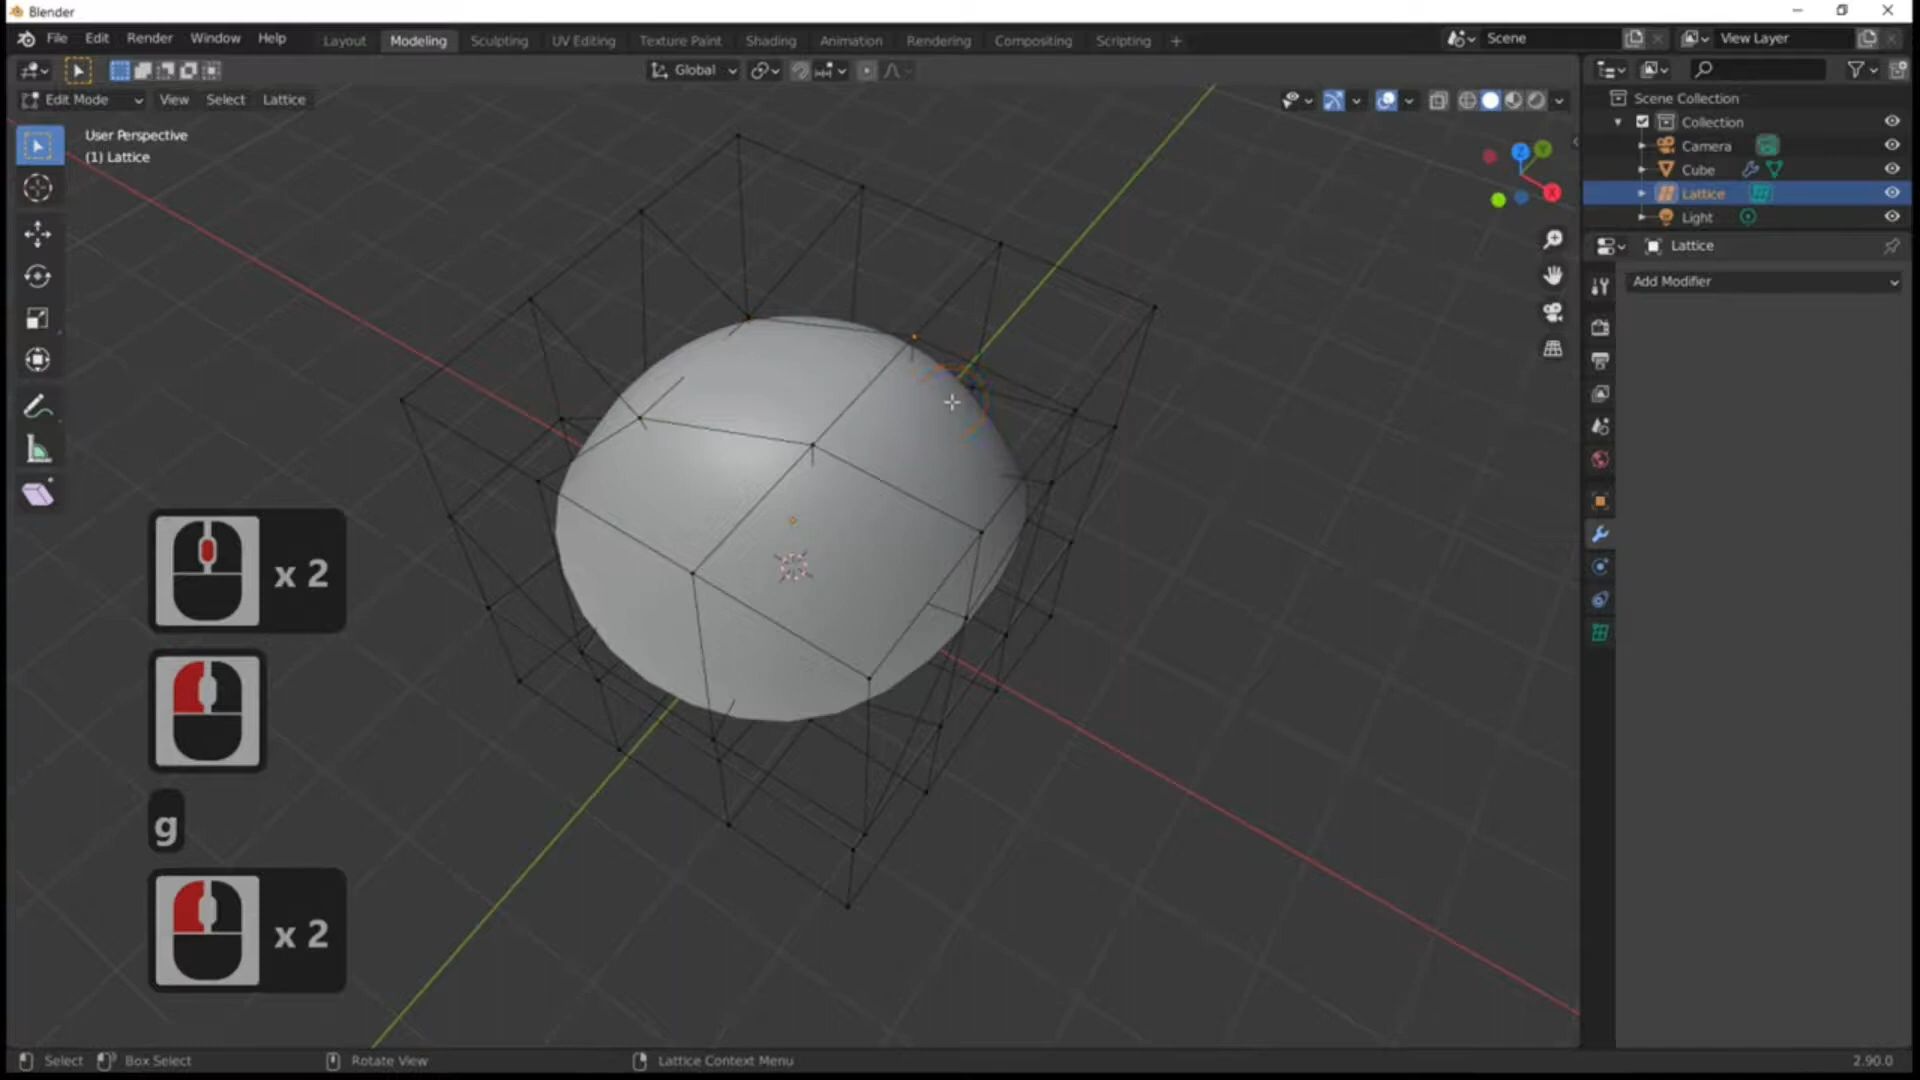 Blender
File Edit Render Window Help
Layout Modeling Sculpting UV Editing Texture Paint Shading Animation Rendering Compositing Scripting +
Scene
View Layer
Global
Edit Mode View Select Lattice
User Perspective
(1) Lattice
Z
X
Scene Collection
Collection
Camera
Cube
Lattice
Light
Lattice
Add Modifier
x 2
g
x 2
Select Box Select Rotate View Lattice Context Menu
2.90.0